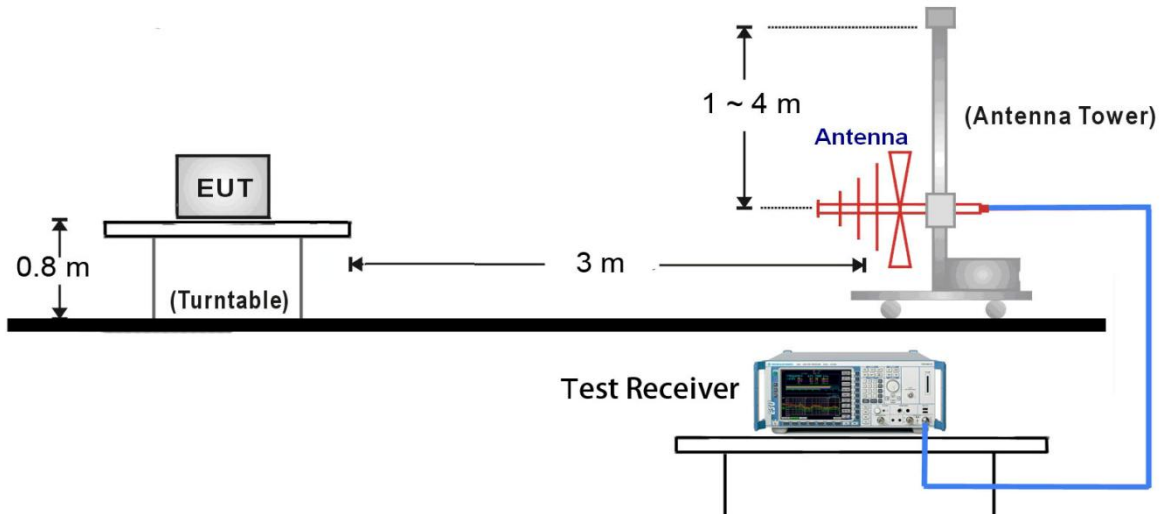 1 ~ 4 m
(Antenna Tower)
Antenna
EUT
0.8 m
3 m
(Turntable)
Test Receiver